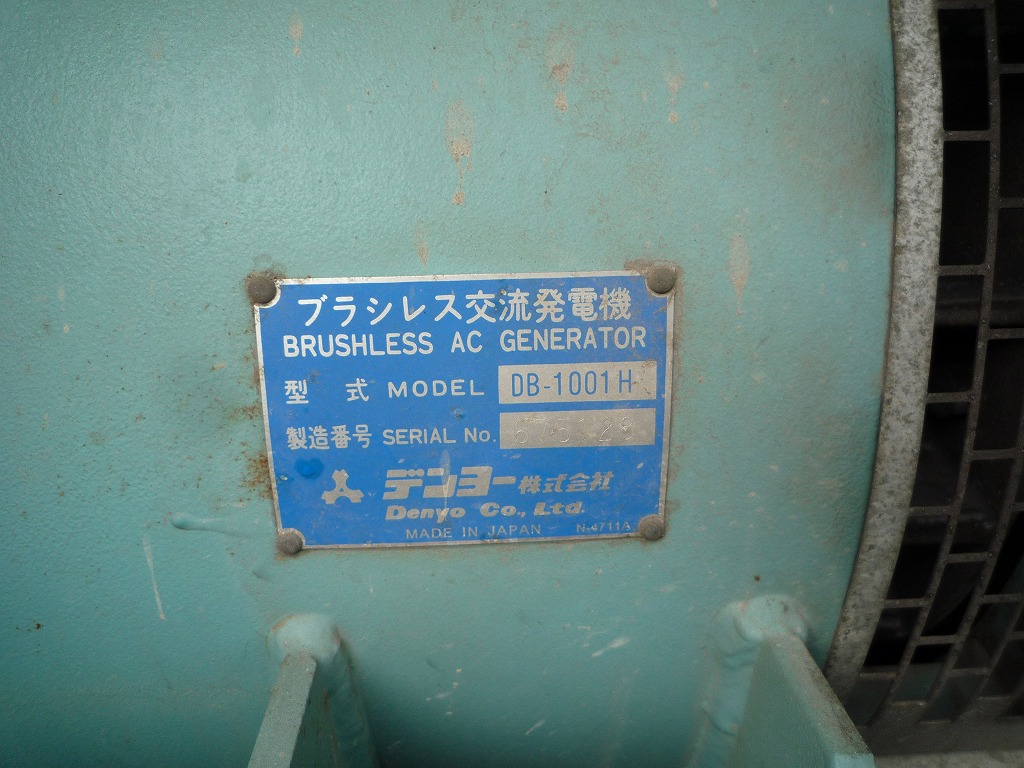 ブラシレス交流発電機
BRUSHLESS AC GENERATOR
型 式 MODEL DB-1001H
製造番号 SERIAL No.
デンヨー株式会社
Denyo Co., Ltd.
MADE IN JAPAN N-4711A